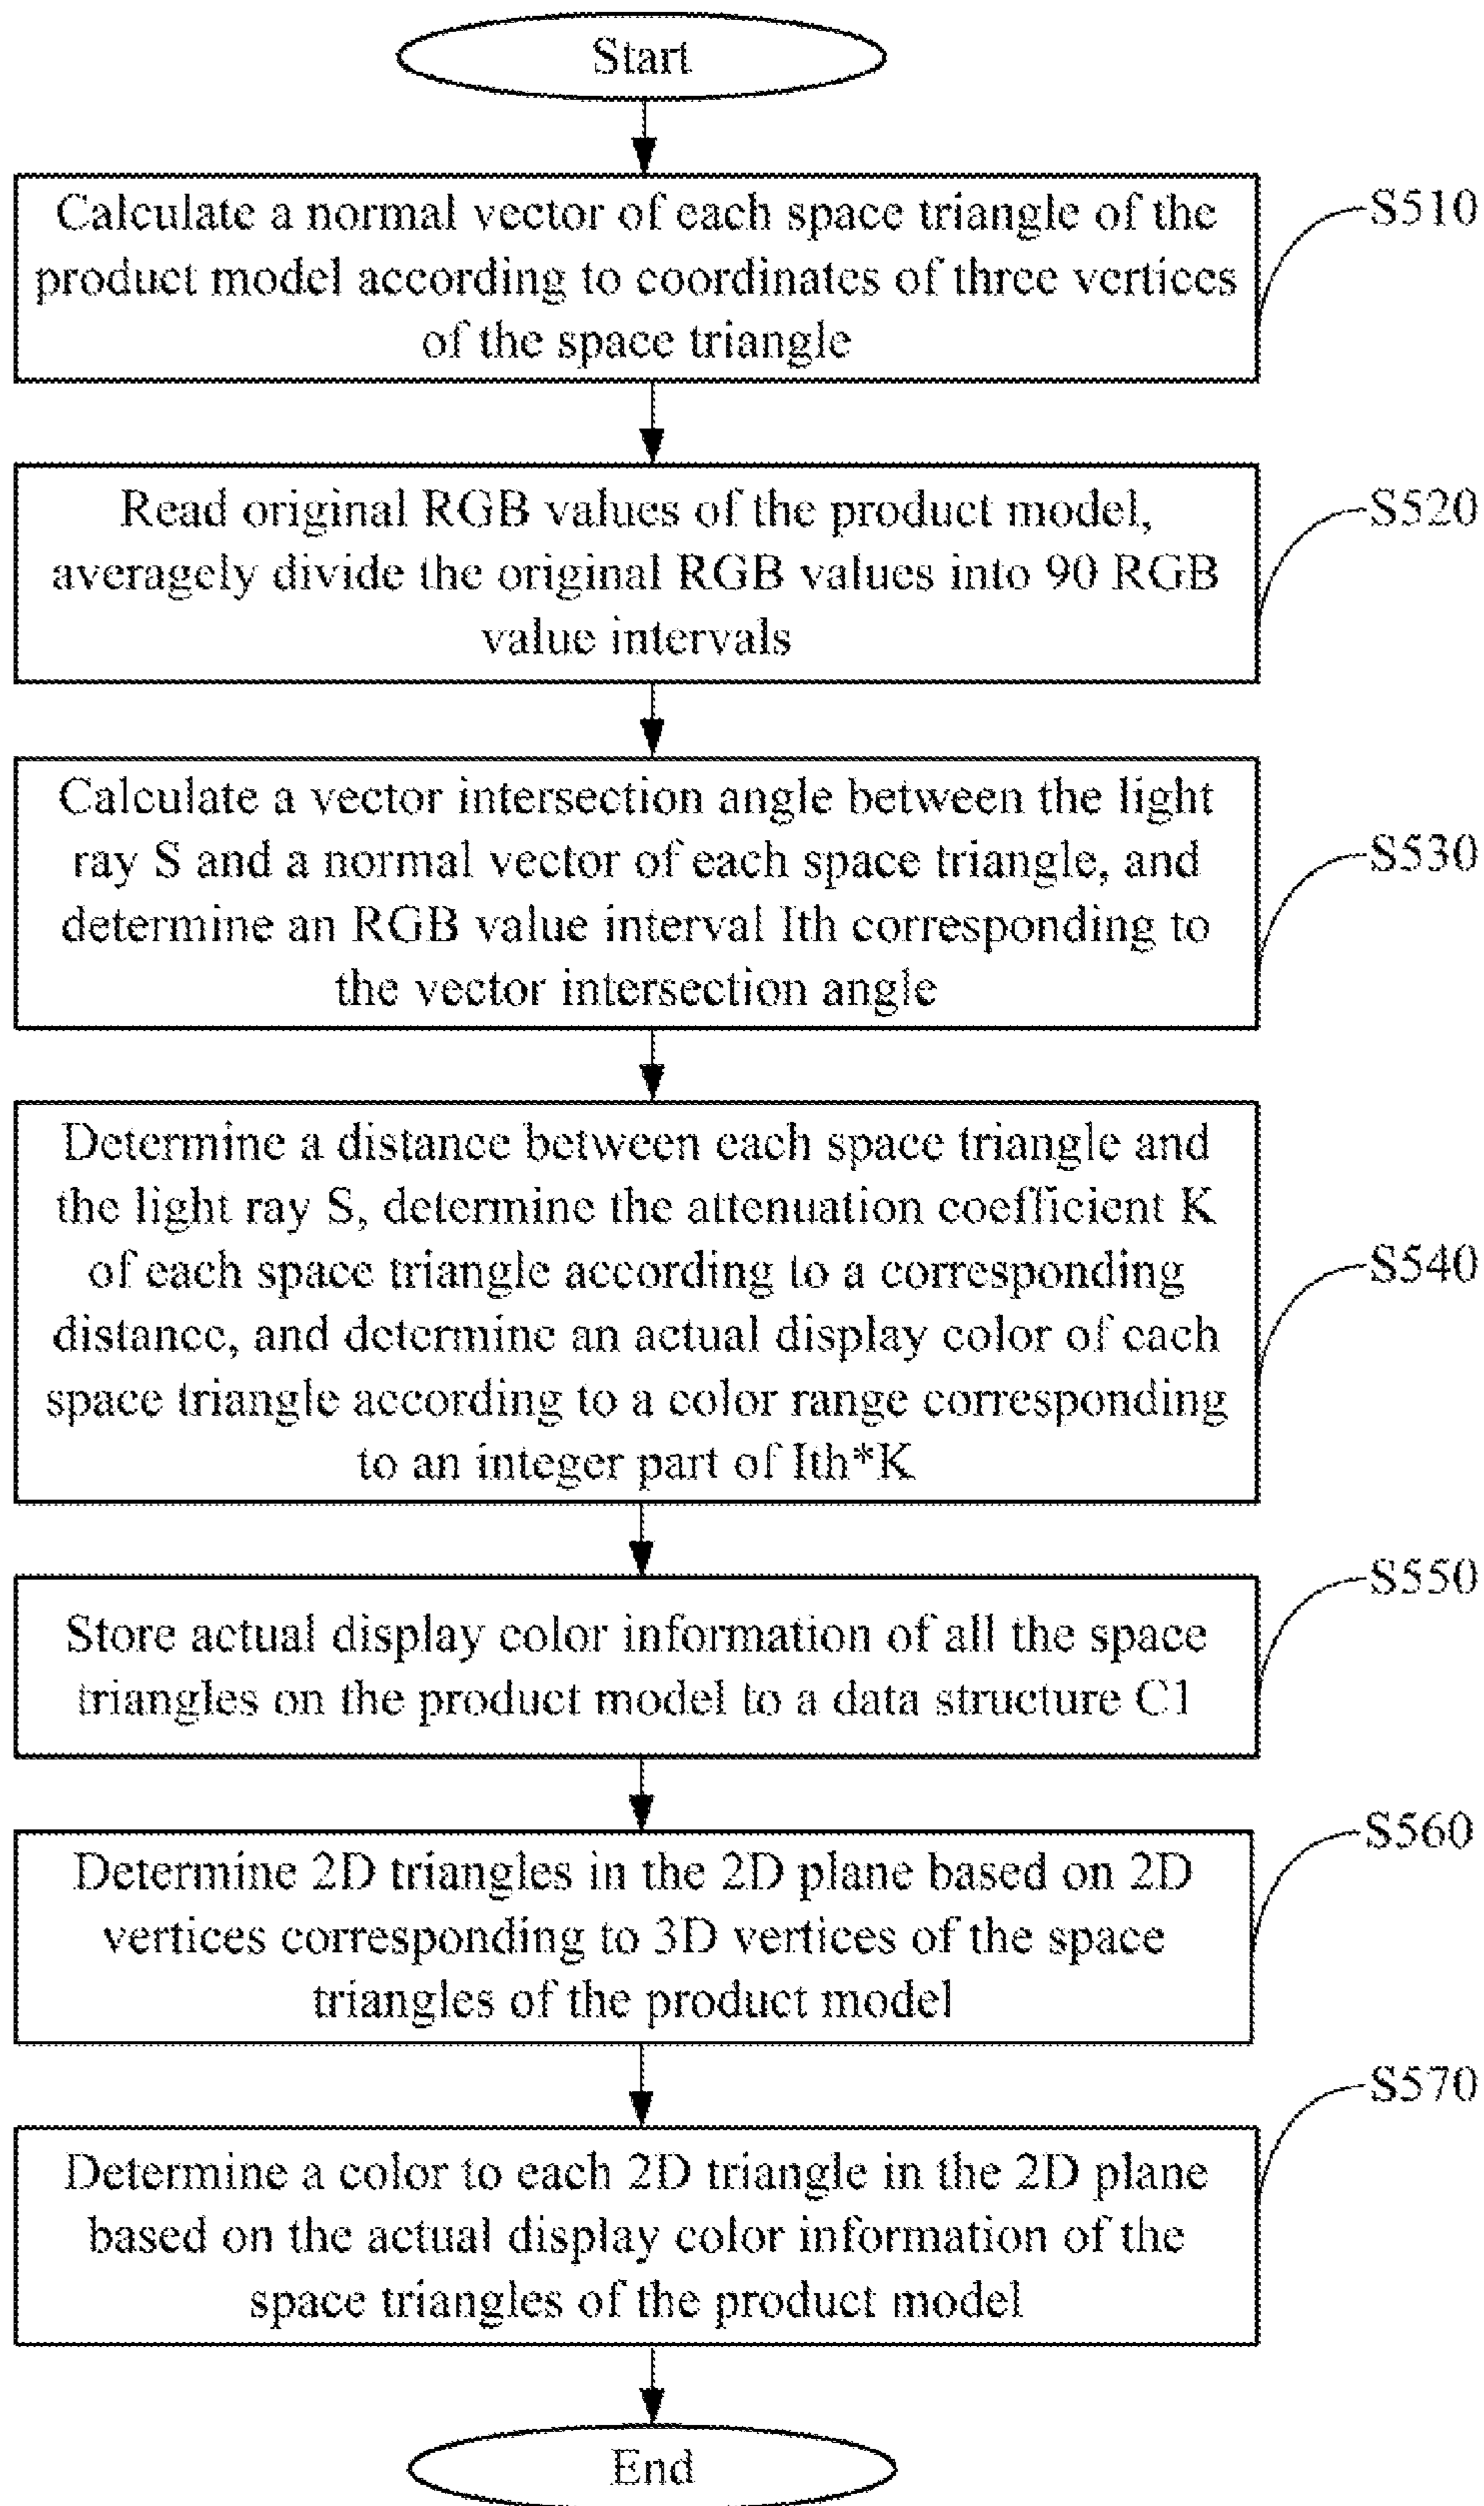 Start
Calculate a normal vector of each space triangle of the
product model according to coordinates of three vertices
of the space triangle
S510
Read original RGB values of the product model,
averagely divide the original RGB values into 90 RGB
value intervals
S520
Calculate a vector intersection angle between the light
ray S and a normal vector of each space triangle, and
determine an RGB value interval Ith corresponding to
the vector intersection angle
S530
Determine a distance between each space triangle and
the light ray S, determine the attenuation coefficient K
of each space triangle according to a corresponding
distance, and determine an actual display color of each
space triangle according to a color range corresponding
to an integer part of Ith*K
S540
Store actual display color information of all the space
triangles on the product model to a data structure C1
S550
Determine 2D triangles in the 2D plane based on 2D
vertices corresponding to 3D vertices of the space
triangles of the product model
S560
Determine a color to each 2D triangle in the 2D plane
based on the actual display color information of the
space triangles of the product model
S570
End